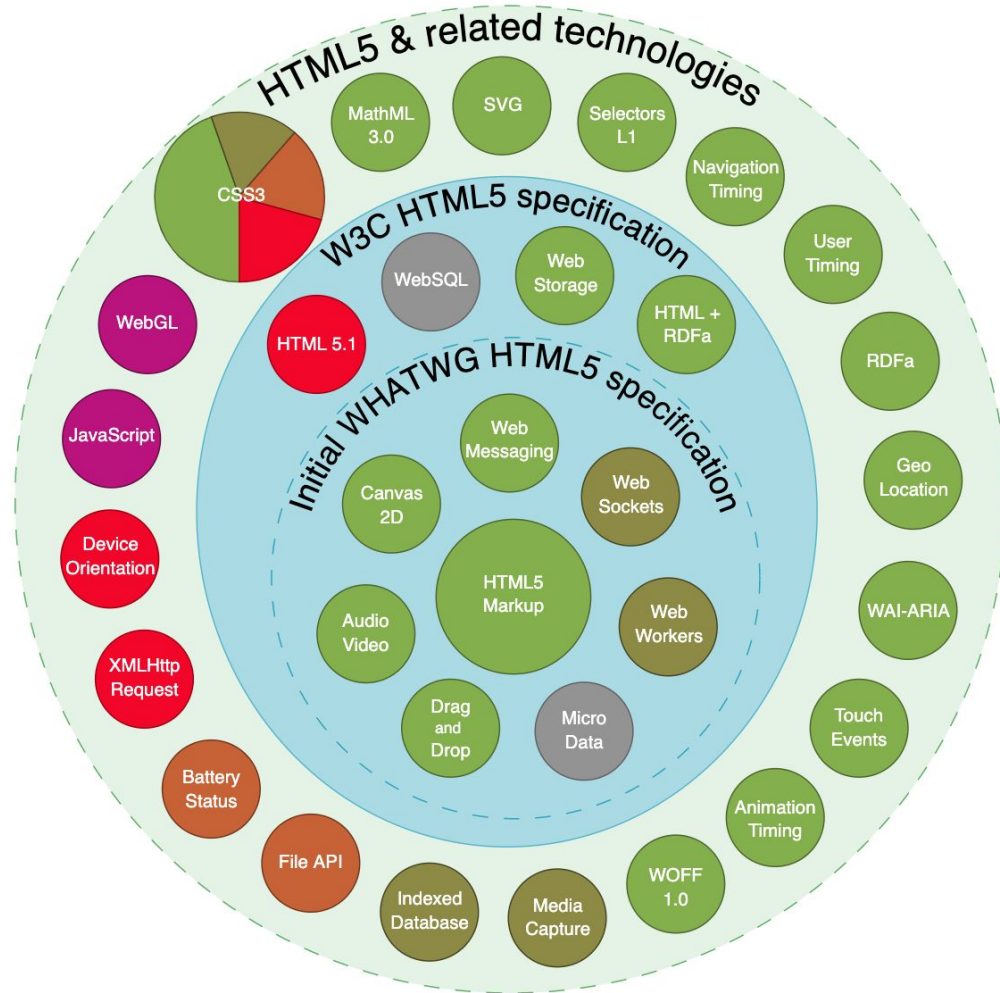 HTML5 & related technologies
MathML
3.0
SVG
Selectors
L1
Navigation
Timing
User
Timing
RDFa
Geo
Location
WAI-ARIA
Touch
Events
Animation
Timing
WOFF
1.0
Media
Capture
Indexed
Database
File API
Battery
Status
XMLHttp
Request
Device
Orientation
JavaScript
WebGL
CSS3
W3C HTML5 specification
HTML 5.1
WebSQL
Web
Storage
HTML +
RDFa
Initial WHATWG HTML5 specification
Web
Messaging
Web
Sockets
Canvas
2D
HTML5
Markup
Web
Workers
Audio
Video
Drag
and
Drop
Micro
Data